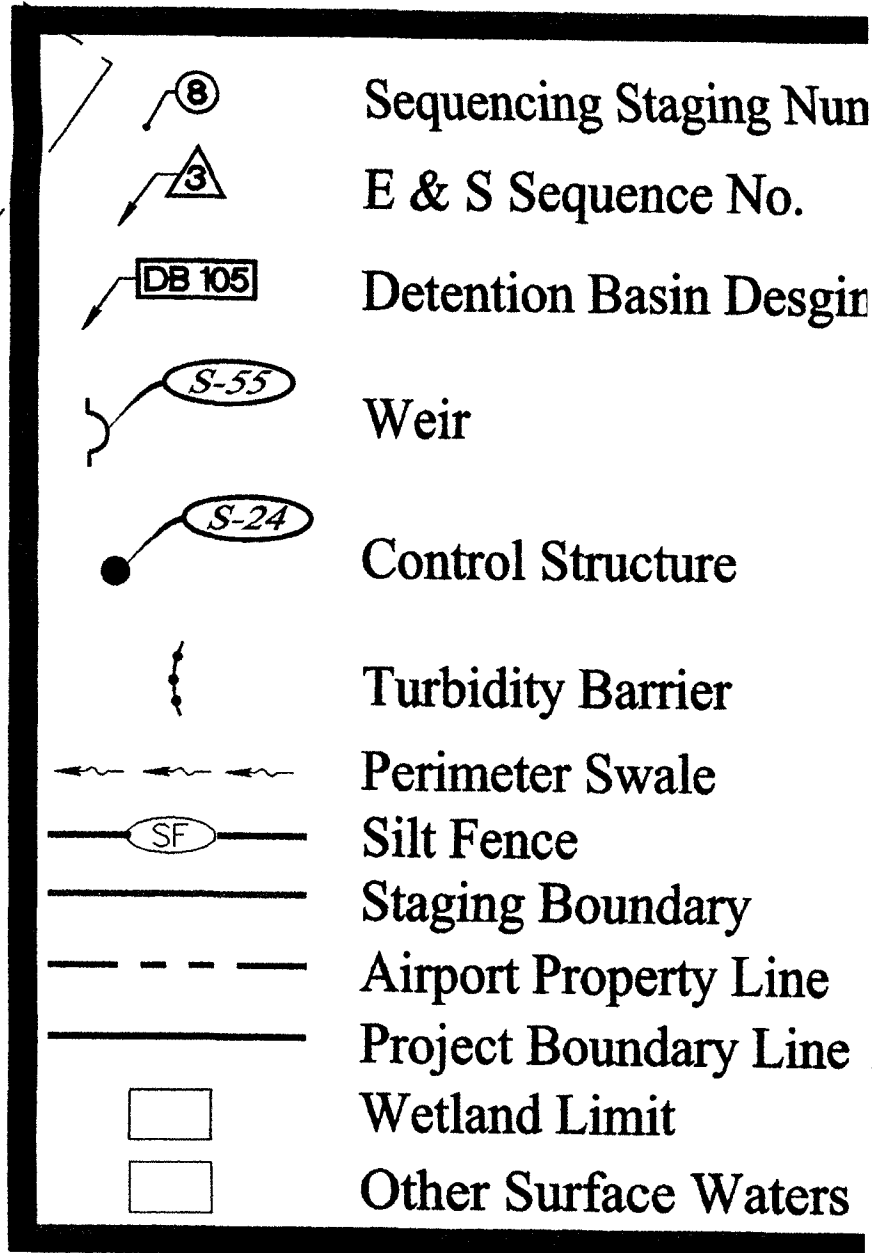 8 Sequencing Staging Num
3 E & S Sequence No.
DB 105 Detention Basin Desgin
S-55 Weir
S-24 Control Structure
Turbidity Barrier
Perimeter Swale
SF Silt Fence
Staging Boundary
Airport Property Line
Project Boundary Line
Wetland Limit
Other Surface Waters